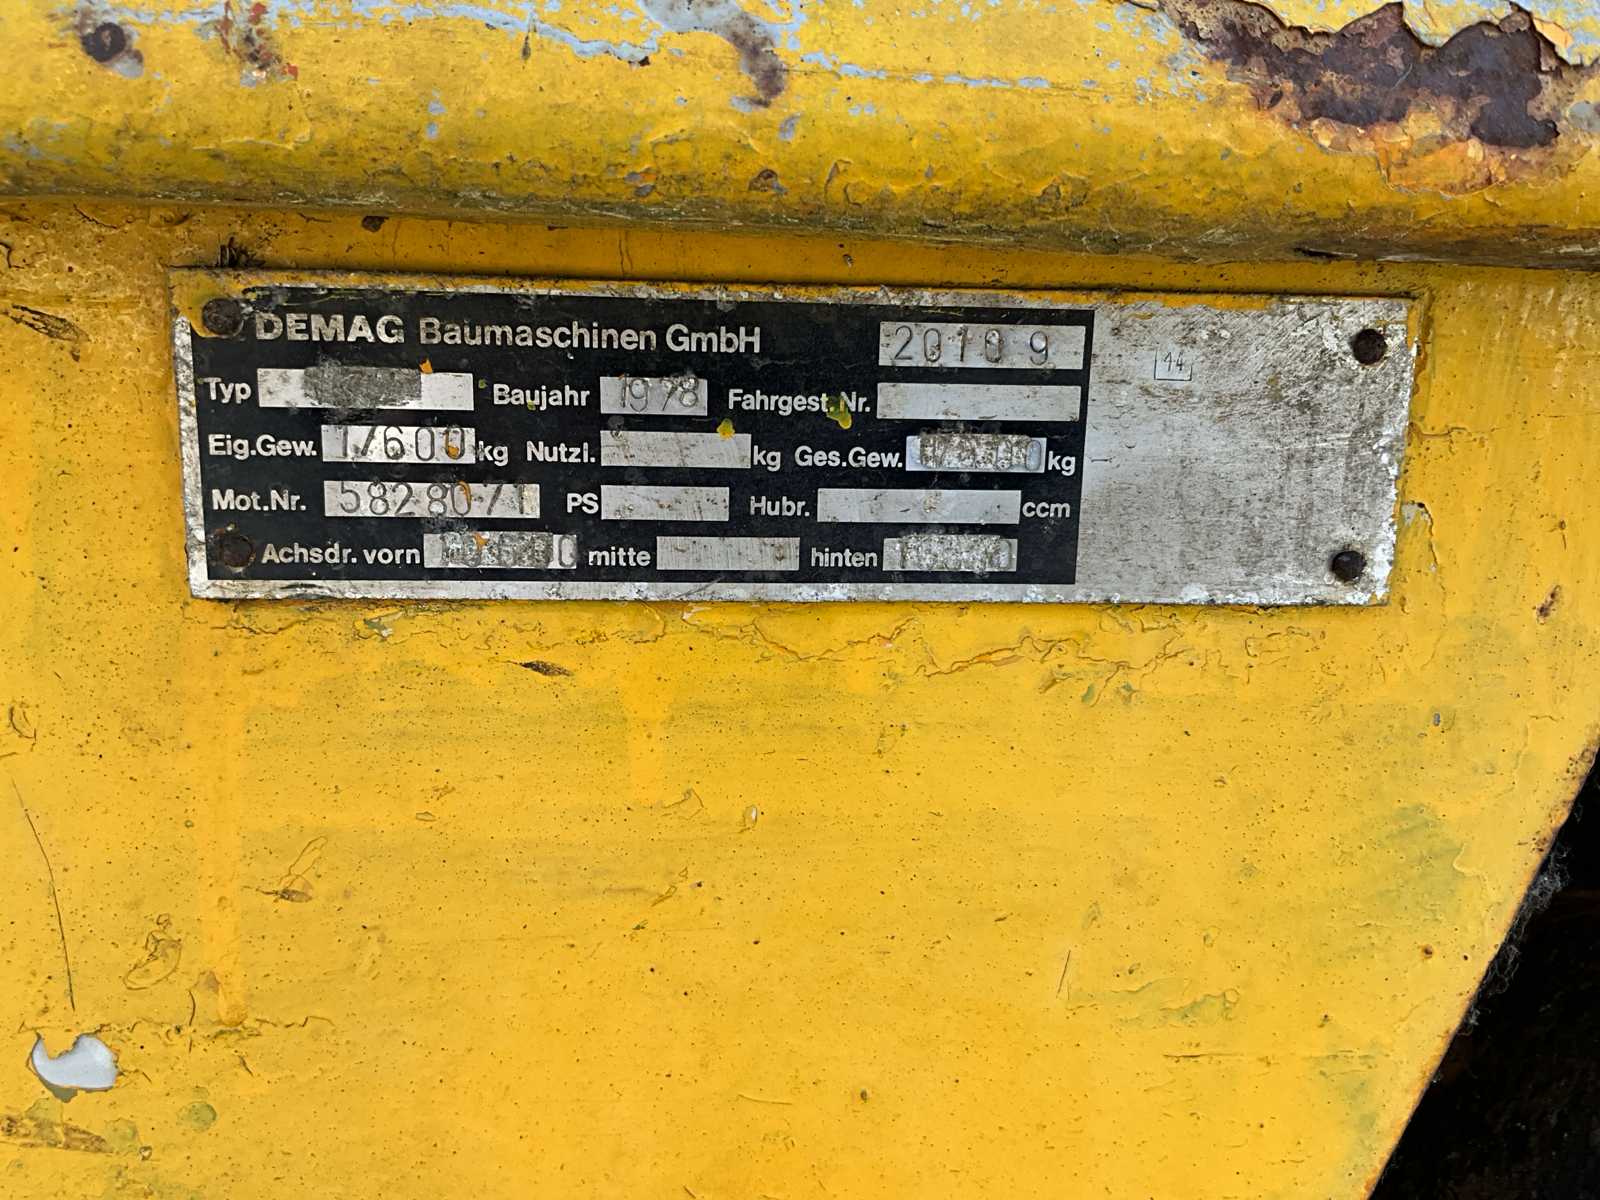 DEMAG Baumaschinen GmbH 20109
44
Typ Baujahr 1978 Fahrgest. Nr.
Eig.Gew. 17600 kg Nutzl. kg Ges.Gew. kg
Mot.Nr. 5828071 PS Hubr. ccm
Achsdr. vorn mitte hinten